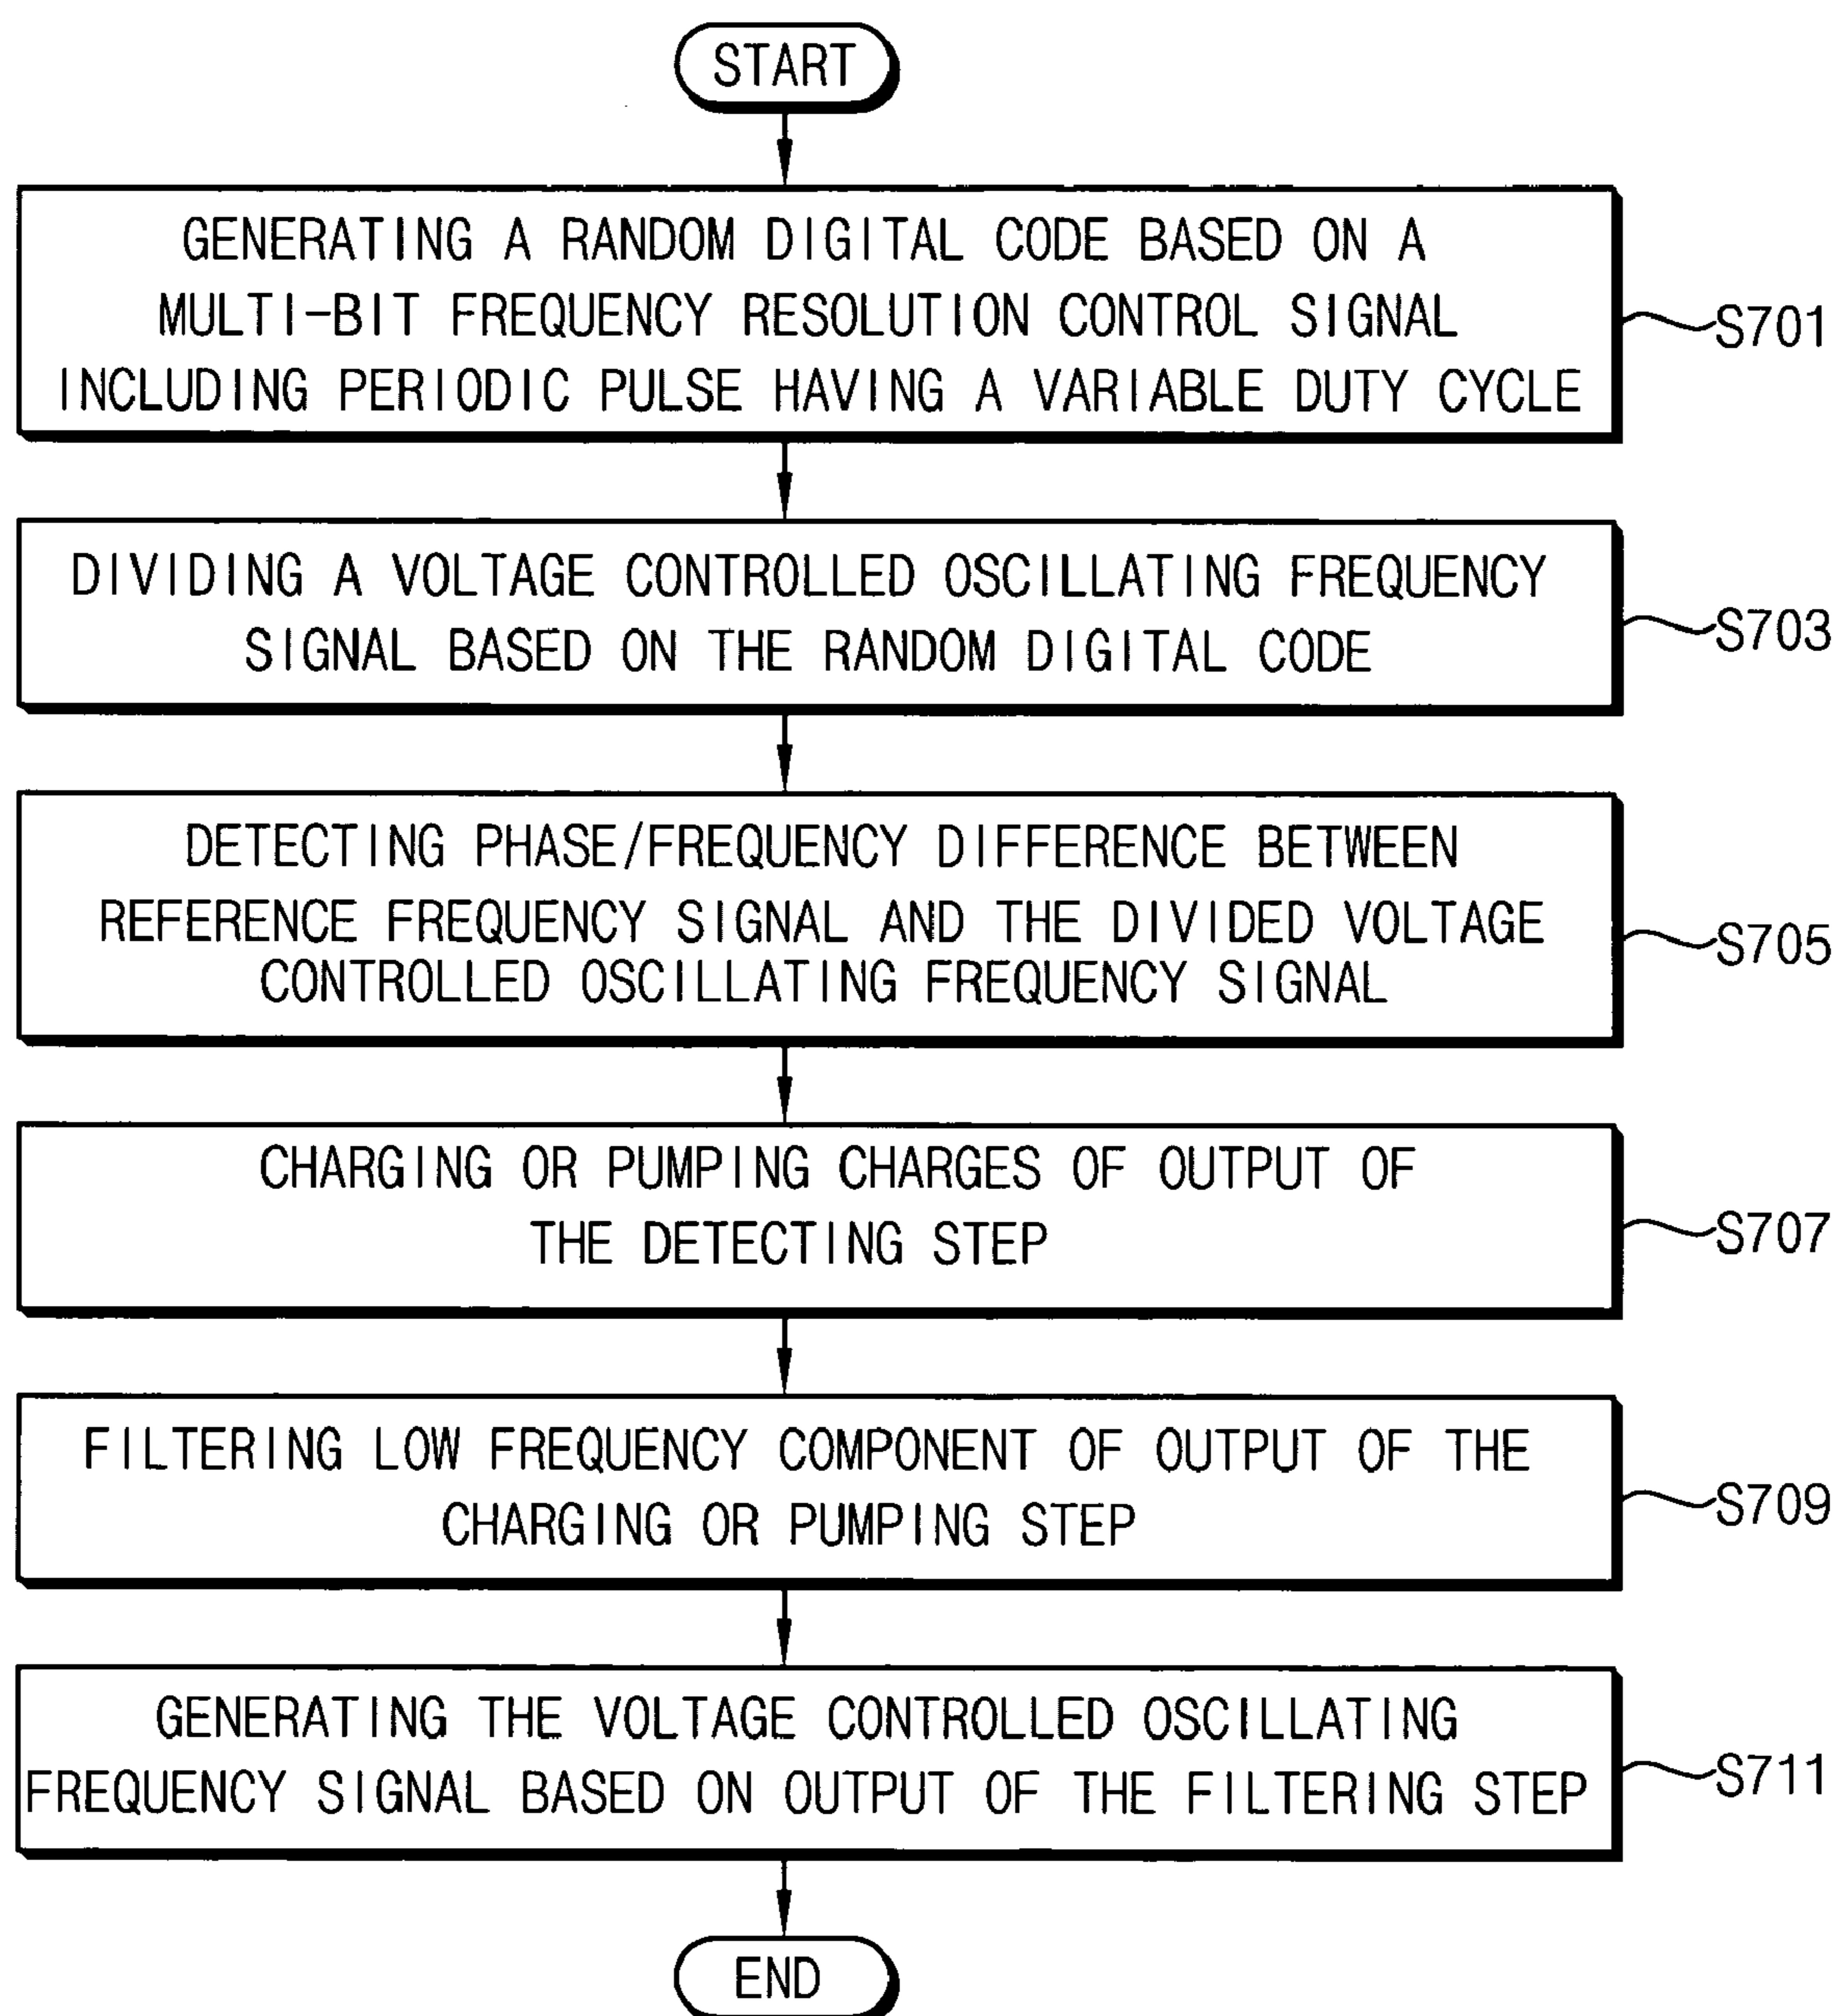 START
GENERATING A RANDOM DIGITAL CODE BASED ON A
MULTI-BIT FREQUENCY RESOLUTION CONTROL SIGNAL
INCLUDING PERIODIC PULSE HAVING A VARIABLE DUTY CYCLE
S701
DIVIDING A VOLTAGE CONTROLLED OSCILLATING FREQUENCY
SIGNAL BASED ON THE RANDOM DIGITAL CODE
S703
DETECTING PHASE/FREQUENCY DIFFERENCE BETWEEN
REFERENCE FREQUENCY SIGNAL AND THE DIVIDED VOLTAGE
CONTROLLED OSCILLATING FREQUENCY SIGNAL
S705
CHARGING OR PUMPING CHARGES OF OUTPUT OF
THE DETECTING STEP
S707
FILTERING LOW FREQUENCY COMPONENT OF OUTPUT OF THE
CHARGING OR PUMPING STEP
S709
GENERATING THE VOLTAGE CONTROLLED OSCILLATING
FREQUENCY SIGNAL BASED ON OUTPUT OF THE FILTERING STEP
S711
END